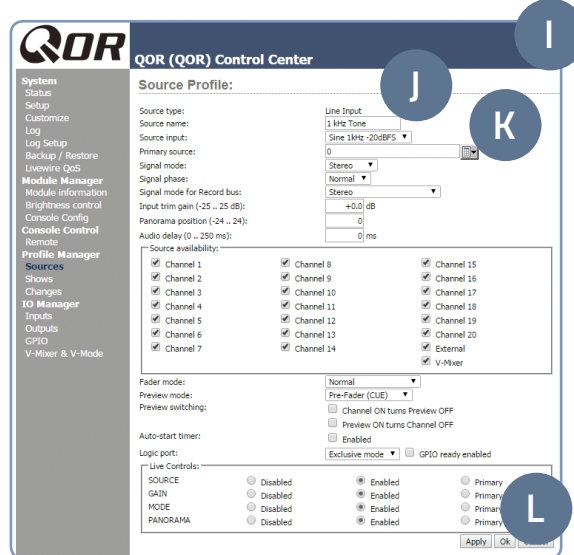 QOR
QOR (QOR) Control Center
I
System
Status
Setup
Customize
Log
Log Setup
Backup / Restore
Livewire QoS
Module Manager
Module information
Brightness control
Console Config
Console Control
Remote
Profile Manager
Sources
Shows
Changes
IO Manager
Inputs
Outputs
GPIO
V-Mixer & V-Mode
Source Profile:
J
K
Source type: Line Input
Source name: 1 kHz Tone
Source input: Sine 1kHz -20dBFS
Primary source: 0
Signal mode: Stereo
Signal phase: Normal
Signal mode for Record bus: Stereo
Input trim gain (-25 .. 25 dB): +0.0 dB
Panorama position (-24 .. 24): 0
Audio delay (0 .. 250 ms): 0 ms
Source availability:
Channel 1 Channel 8 Channel 15
Channel 2 Channel 9 Channel 16
Channel 3 Channel 10 Channel 17
Channel 4 Channel 11 Channel 18
Channel 5 Channel 12 Channel 19
Channel 6 Channel 13 Channel 20
Channel 7 Channel 14 External
V-Mixer
Fader mode: Normal
Preview mode: Pre-Fader (CUE)
Preview switching: Channel ON turns Preview OFF
Preview ON turns Channel OFF
Auto-start timer: Enabled
Logic port: Exclusive mode GPIO ready enabled
Live Controls:
SOURCE Disabled Enabled Primary
GAIN Disabled Enabled Primary
MODE Disabled Enabled Primary
PANORAMA Disabled Enabled Primary
L
Apply Ok